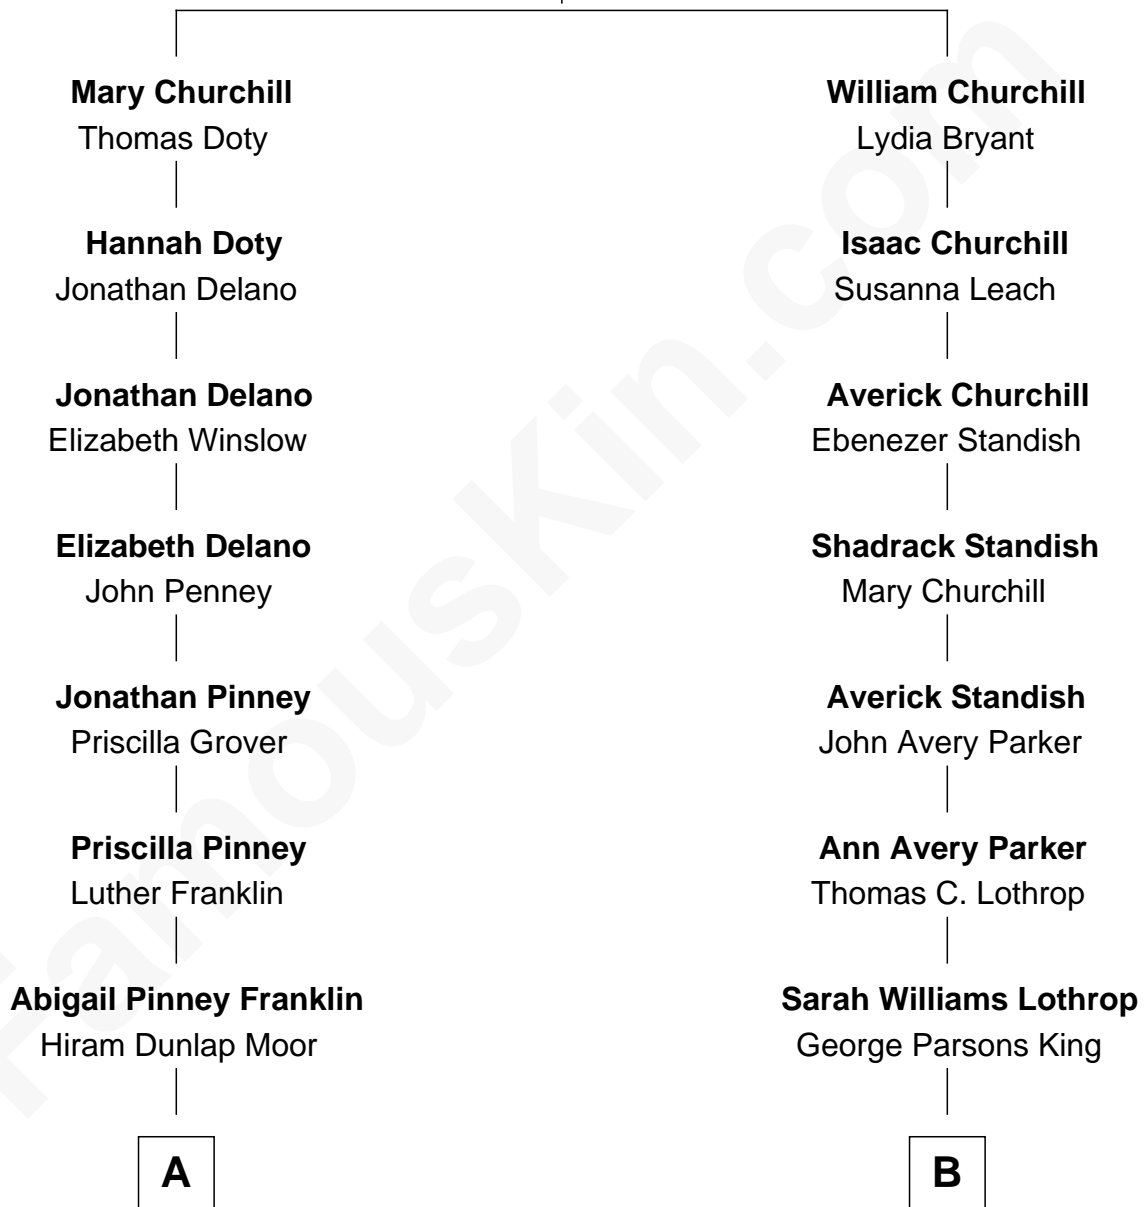 Mary Churchill
Thomas Doty
Hannah Doty
Jonathan Delano
Jonathan Delano
Elizabeth Winslow
Elizabeth Delano
John Penney
Jonathan Pinney
Priscilla Grover
Priscilla Pinney
Luther Franklin
Abigail Pinney Franklin
Hiram Dunlap Moor
A
William Churchill
Lydia Bryant
Isaac Churchill
Susanna Leach
Averick Churchill
Ebenezer Standish
Shadrack Standish
Mary Churchill
Averick Standish
John Avery Parker
Ann Avery Parker
Thomas C. Lothrop
Sarah Williams Lothrop
George Parsons King
B
FamousKin.com